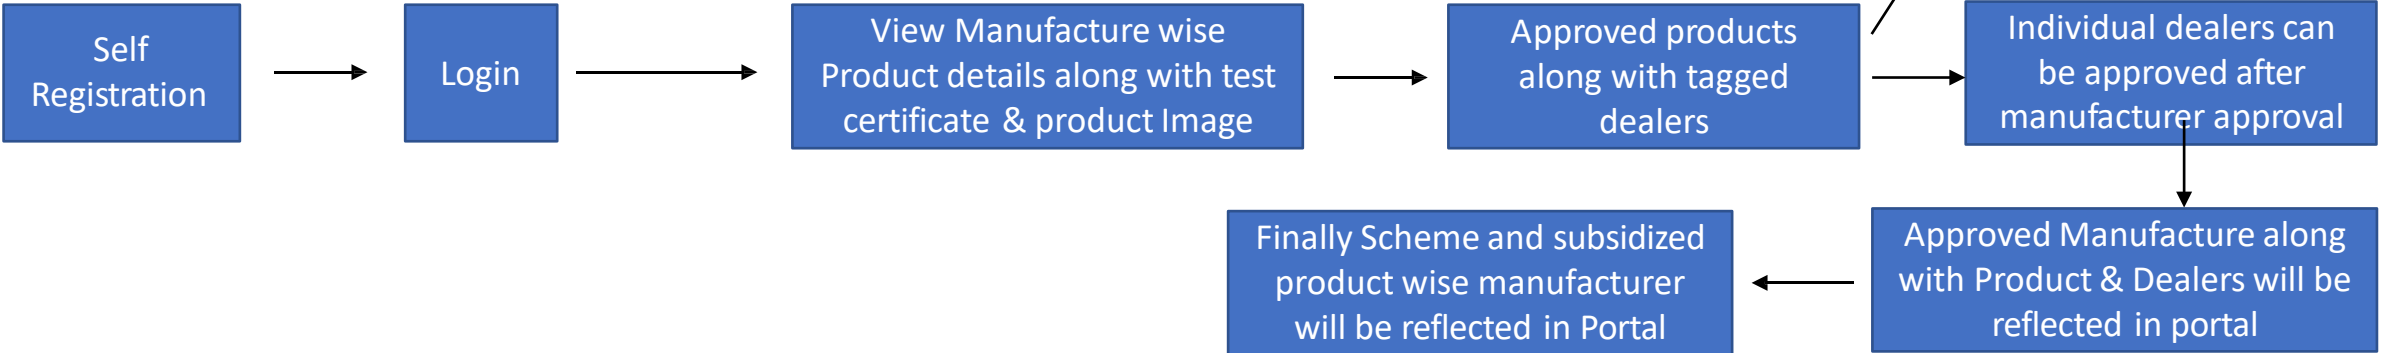 Self
Registration
Login
View Manufacture wise
Product details along with test
certificate & product Image
Approved products
along with tagged
dealers
Individual dealers can
be approved after
manufacturer approval
Approved Manufacture along
with Product & Dealers will be
reflected in portal
Finally Scheme and subsidized
product wise manufacturer
will be reflected in Portal